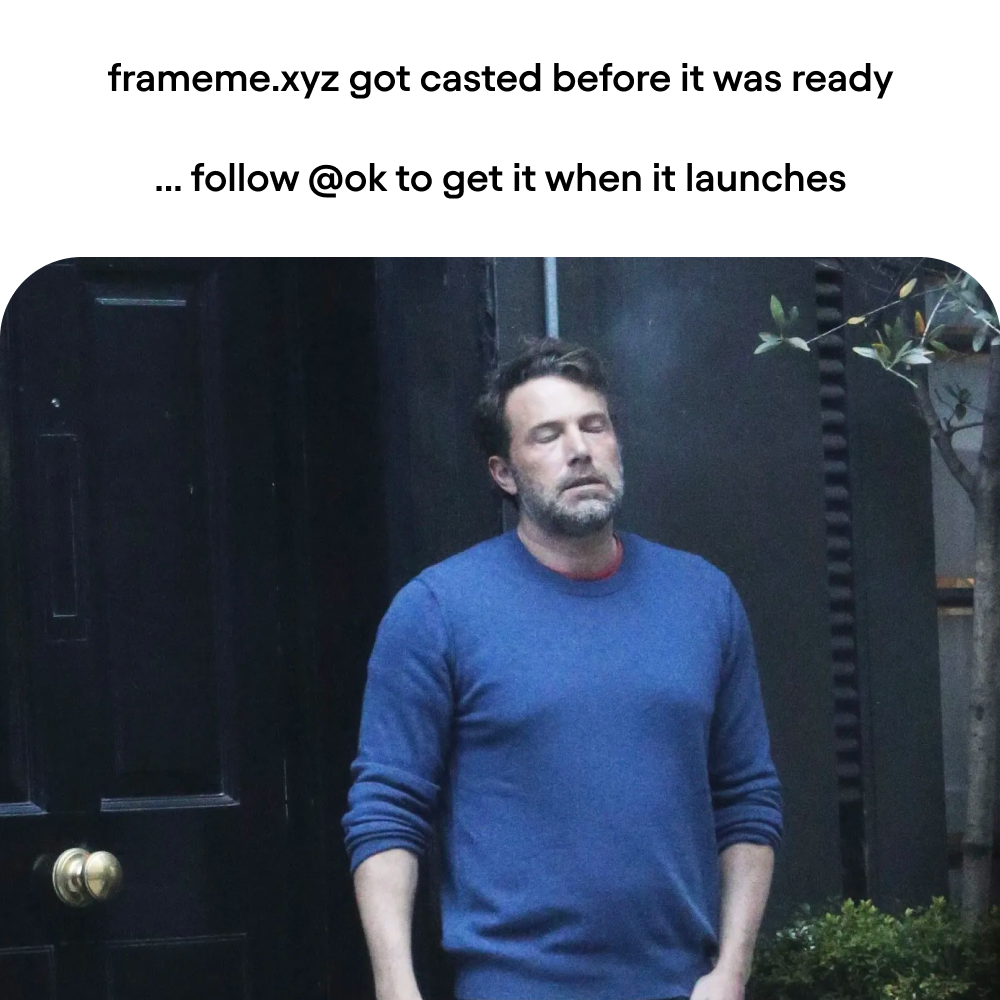 frameme.xyz got casted before it was ready
... follow @ok to get it when it launches